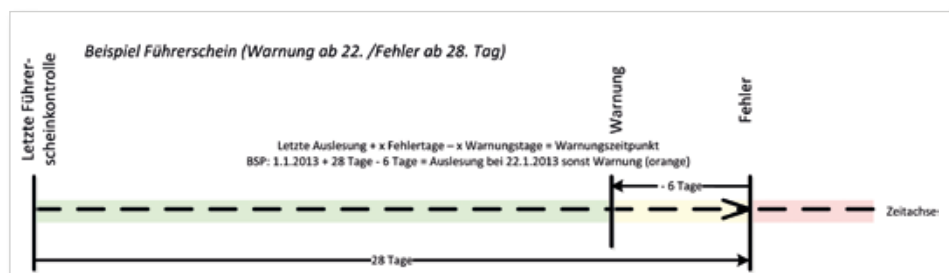 Beispiel Führerschein (Warnung ab 22. /Fehler ab 28. Tag)
Letzte Führer-
scheinkontrolle
Warnung
Fehler
Letzte Auslesung + x Fehlertage – x Warnungstage = Warnungszeitpunkt
BSP: 1.1.2013 + 28 Tage - 6 Tage = Auslesung bei 22.1.2013 sonst Warnung (orange)
- 6 Tage
Zeitachse
28 Tage